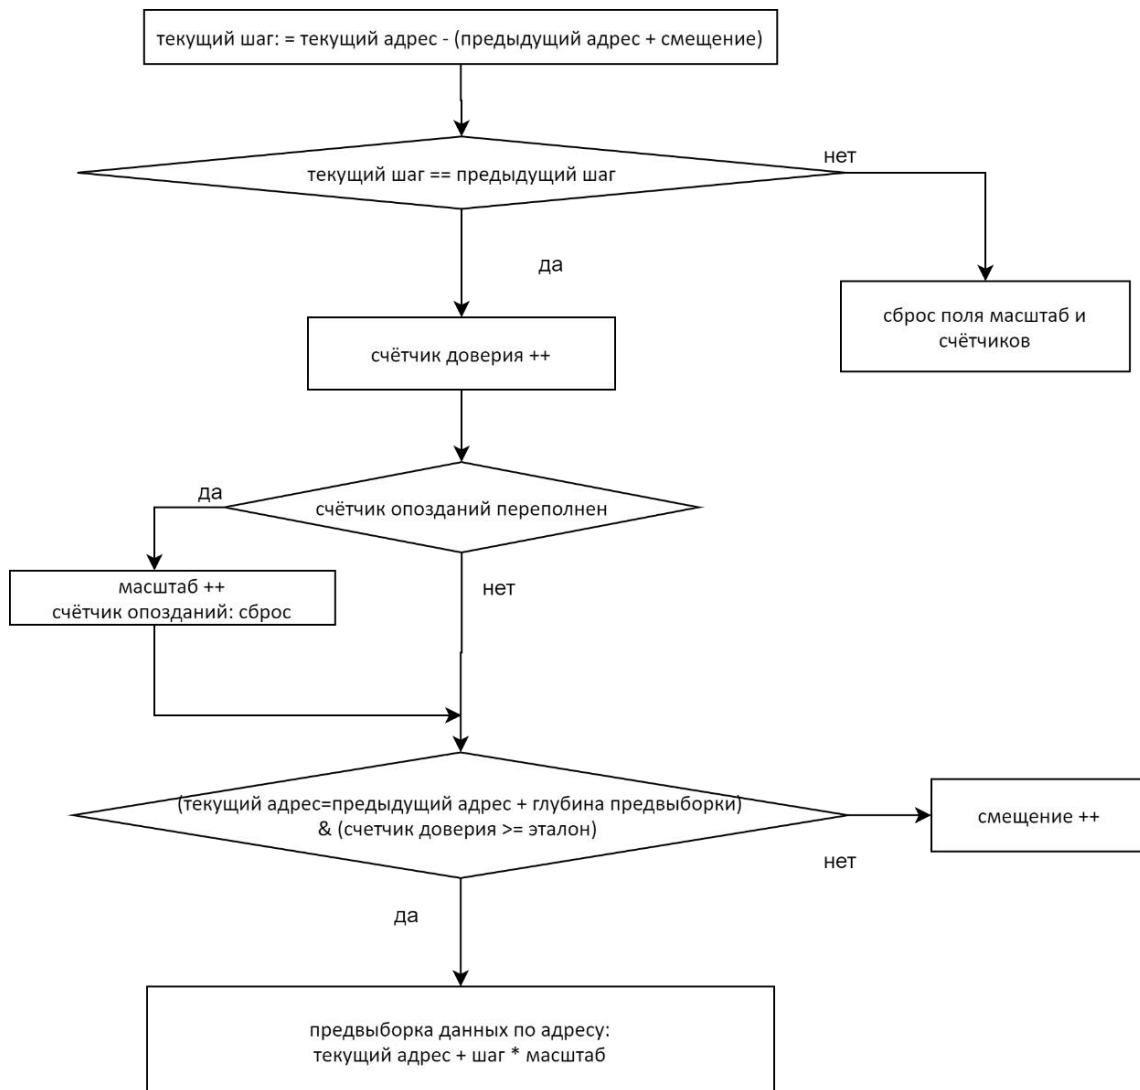 текущий шаг: = текущий адрес - (предыдущий адрес + смещение)
текущий шаг == предыдущий шаг
нет
да
сброс поля масштаб и
счётчиков
счётчик доверия ++
да
счётчик опозданий переполнен
масштаб ++
счётчик опозданий: сброс
нет
(текущий адрес=предыдущий адрес + глубина предвыборки)
& (счетчик доверия >= эталон)
смещение ++
нет
да
предвыборка данных по адресу:
текущий адрес + шаг * масштаб